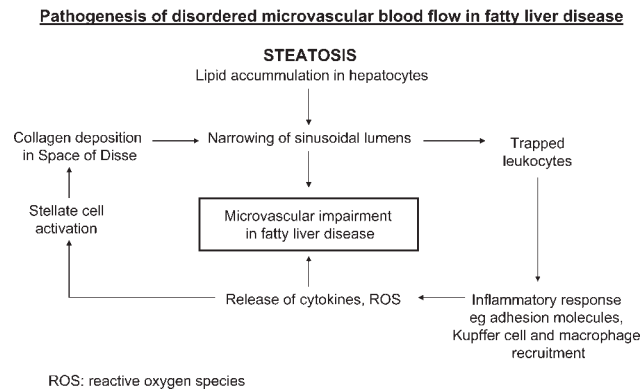 Pathogenesis of disordered microvascular blood flow in fatty liver disease
STEATOSIS
Lipid accummulation in hepatocytes
Collagen deposition
in Space of Disse
Narrowing of sinusoidal lumens
Trapped
leukocytes
Stellate cell
activation
Microvascular impairment
in fatty liver disease
Release of cytokines, ROS
Inflammatory response
eg adhesion molecules,
Kupffer cell and macrophage
recruitment
ROS: reactive oxygen species